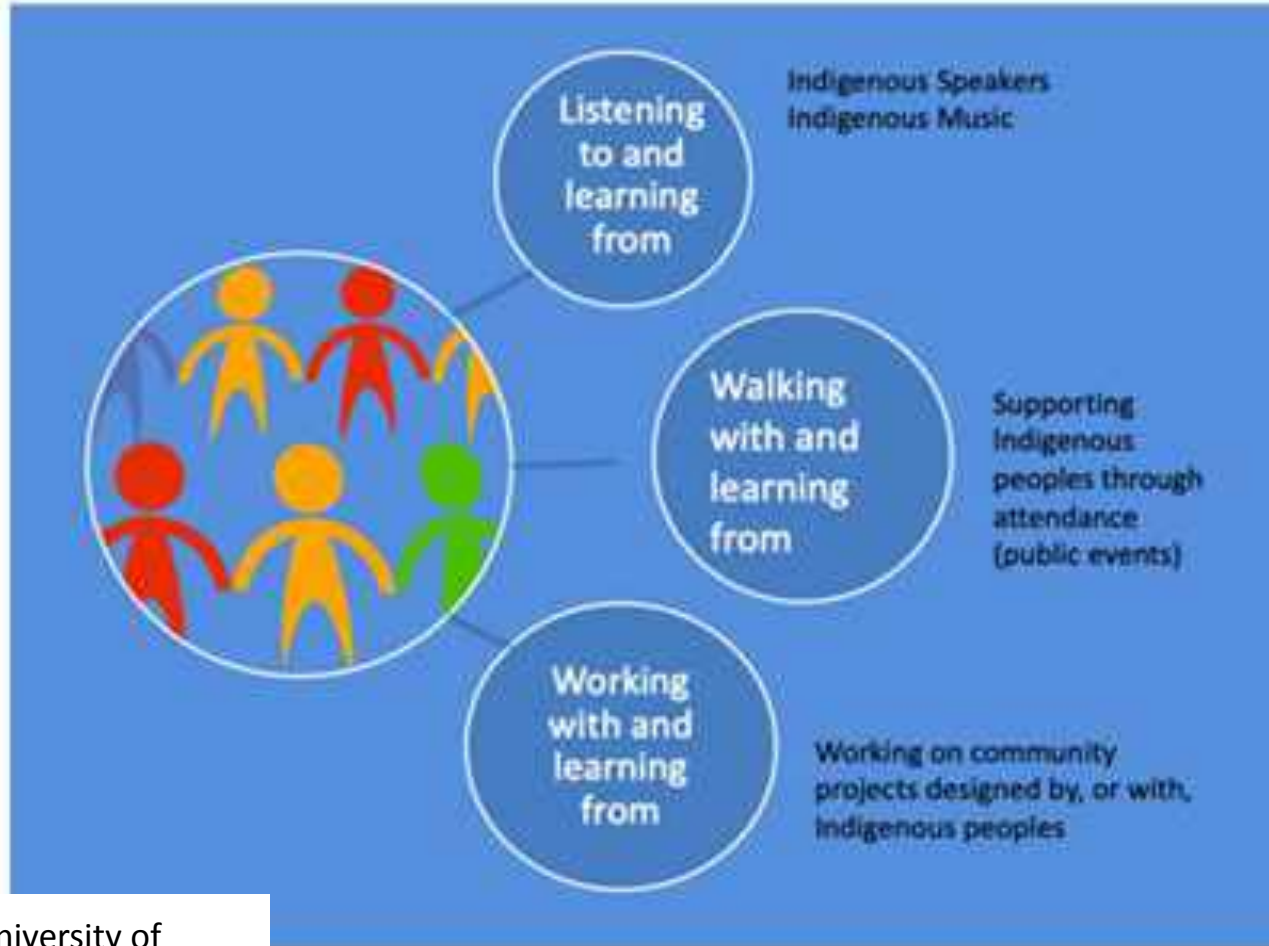 Listening
to and
learning
from
Indigenous Speakers
Indigenous Music
Walking
with and
learning
from
Supporting
Indigenous
peoples through
attendance
(public events)
Working
with and
learning
from
Working on community
projects designed by, or with,
Indigenous peoples
niversity of